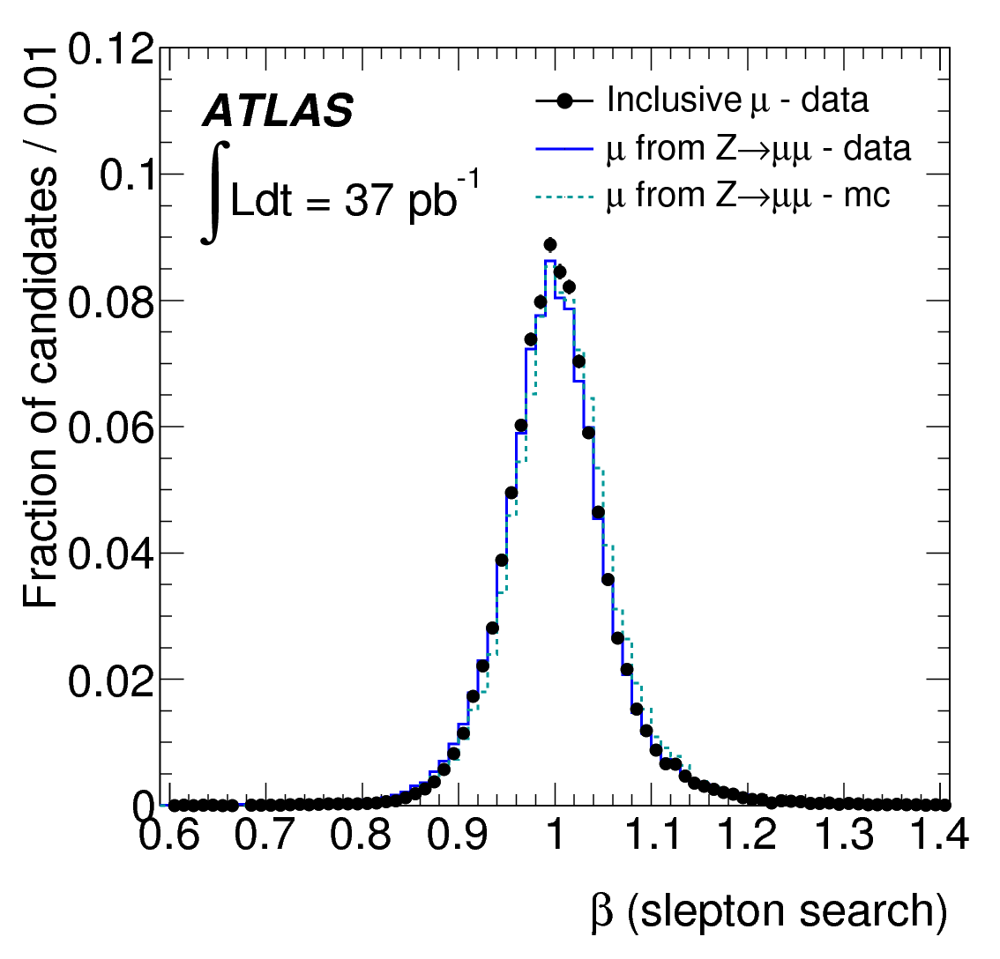 ATLAS
∫Ldt = 37 pb⁻¹
Inclusive μ - data
μ from Z→μμ - data
μ from Z→μμ - mc
Fraction of candidates / 0.01
0.12
0.1
0.08
0.06
0.04
0.02
0
0.6 0.7 0.8 0.9 1 1.1 1.2 1.3 1.4
β (slepton search)